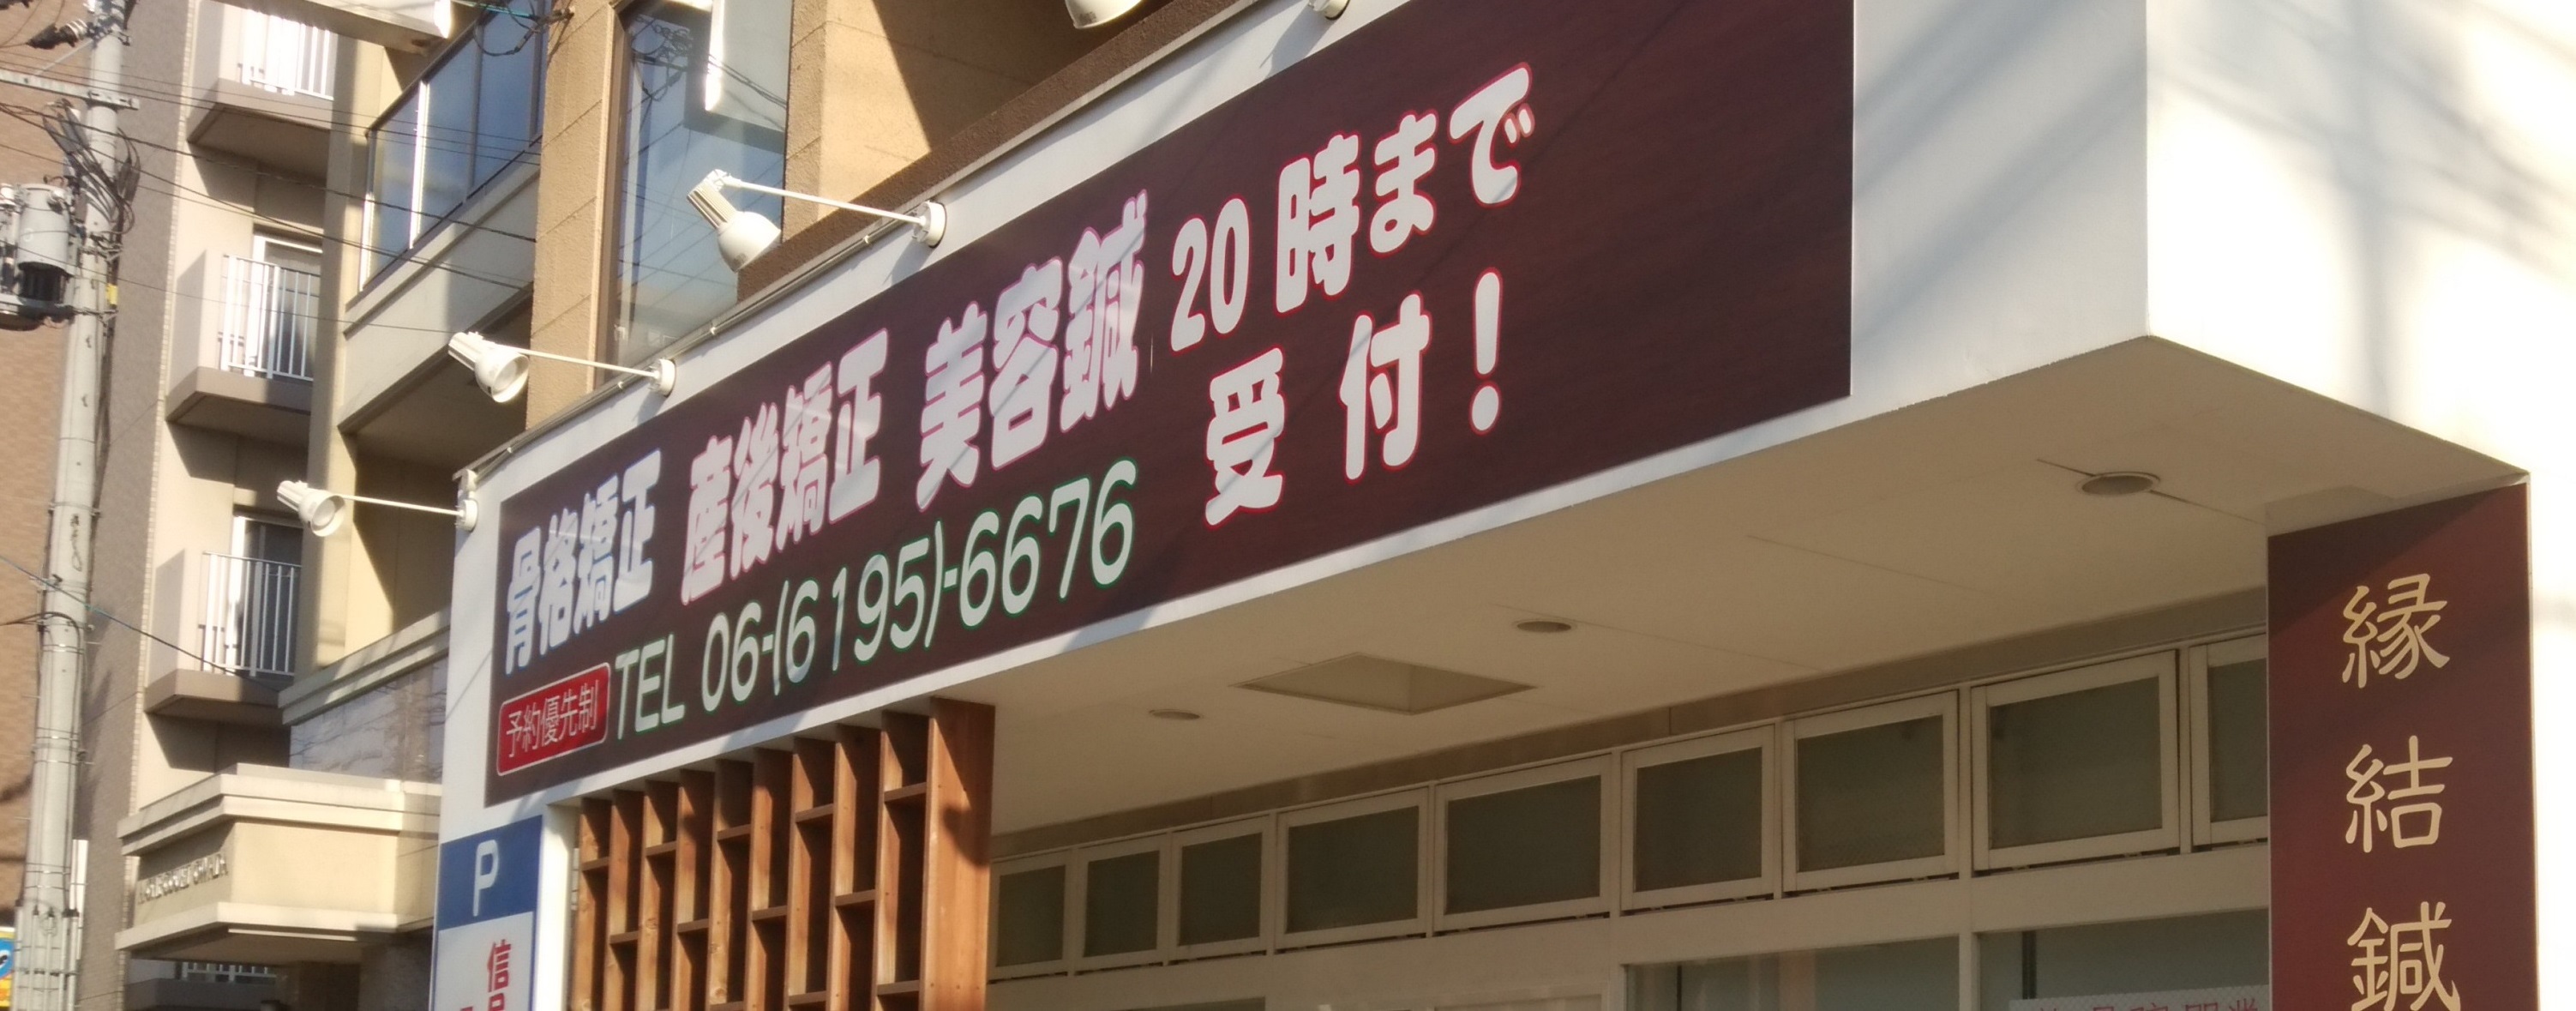 骨格矯正 産後矯正 美容鍼 20時まで
受付！
予約優先制 TEL 06-(6195)-6676
P
信
縁結鍼